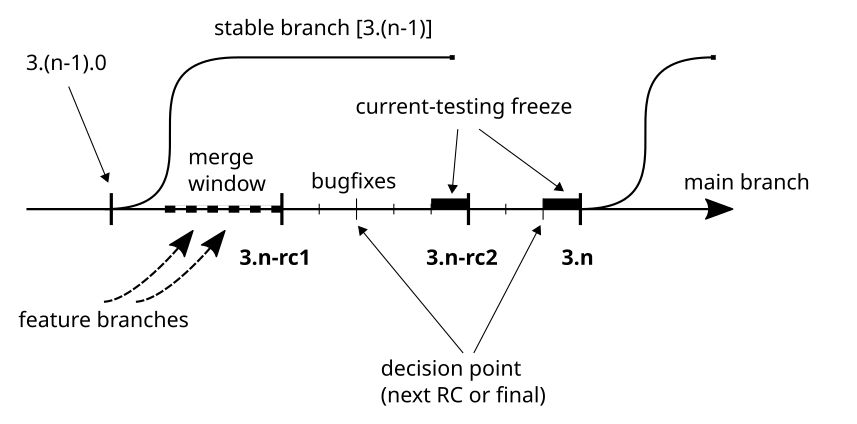 stable branch [3.(n-1)]
3.(n-1).0
current-testing freeze
merge
window
bugfixes
main branch
3.n-rc1
3.n-rc2
3.n
feature branches
decision point
(next RC or final)